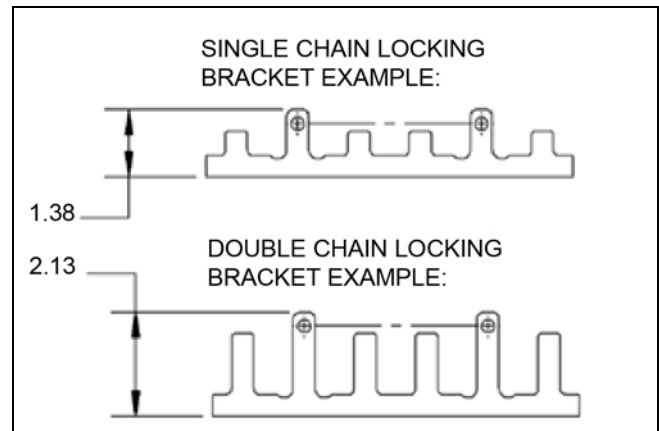 SINGLE CHAIN LOCKING
BRACKET EXAMPLE:
1.38
DOUBLE CHAIN LOCKING
BRACKET EXAMPLE:
2.13